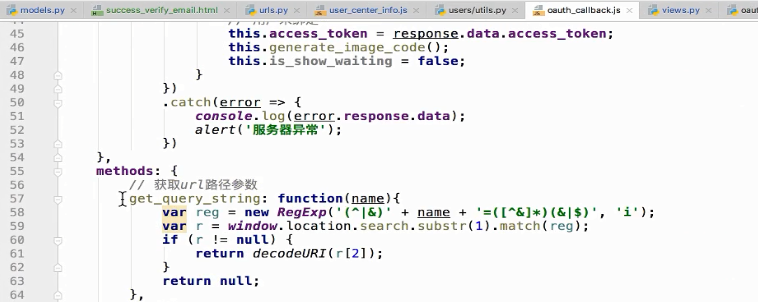 models.py × success_verify_email.html × urls.py × user_center_info.js × users/utils.py × oauth_callback.js × views.py × oaut
45 this.access_token = response.data.access_token;
46 this.generate_image_code();
47 this.is_show_waiting = false;
48 }
49 })
50 .catch(error => {
51 console.log(error.response.data);
52 alert('服务器异常');
53 })
54 },
55 methods: {
56 // 获取url路径参数
57 get_query_string: function(name){
58 var reg = new RegExp('(^|&)' + name + '=([^&]*)(&|$)', 'i');
59 var r = window.location.search.substr(1).match(reg);
60 if (r != null) {
61 return decodeURI(r[2]);
62 }
63 return null;
64 },